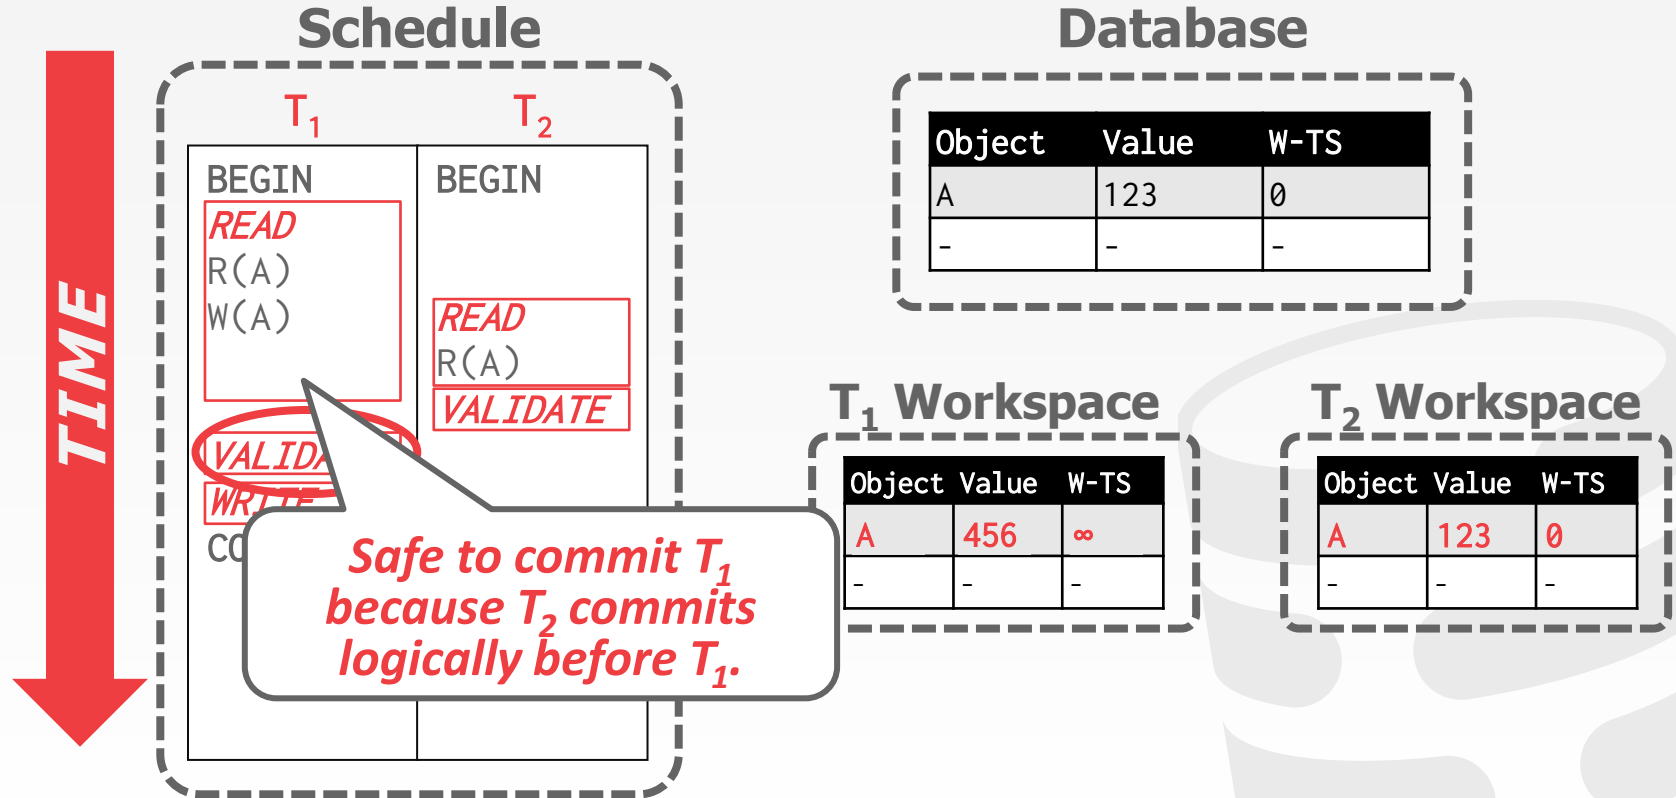 Schedule
Database
TIME
T1 T2
BEGIN BEGIN
READ
R(A)
W(A)
READ
R(A)
VALIDATE
WRITE
Safe to commit T1
because T2 commits
logically before T1.
Object Value W-TS
A 123 0
- - -
T1 Workspace
Object Value W-TS
A 456 ∞
- - -
T2 Workspace
Object Value W-TS
A 123 0
- - -